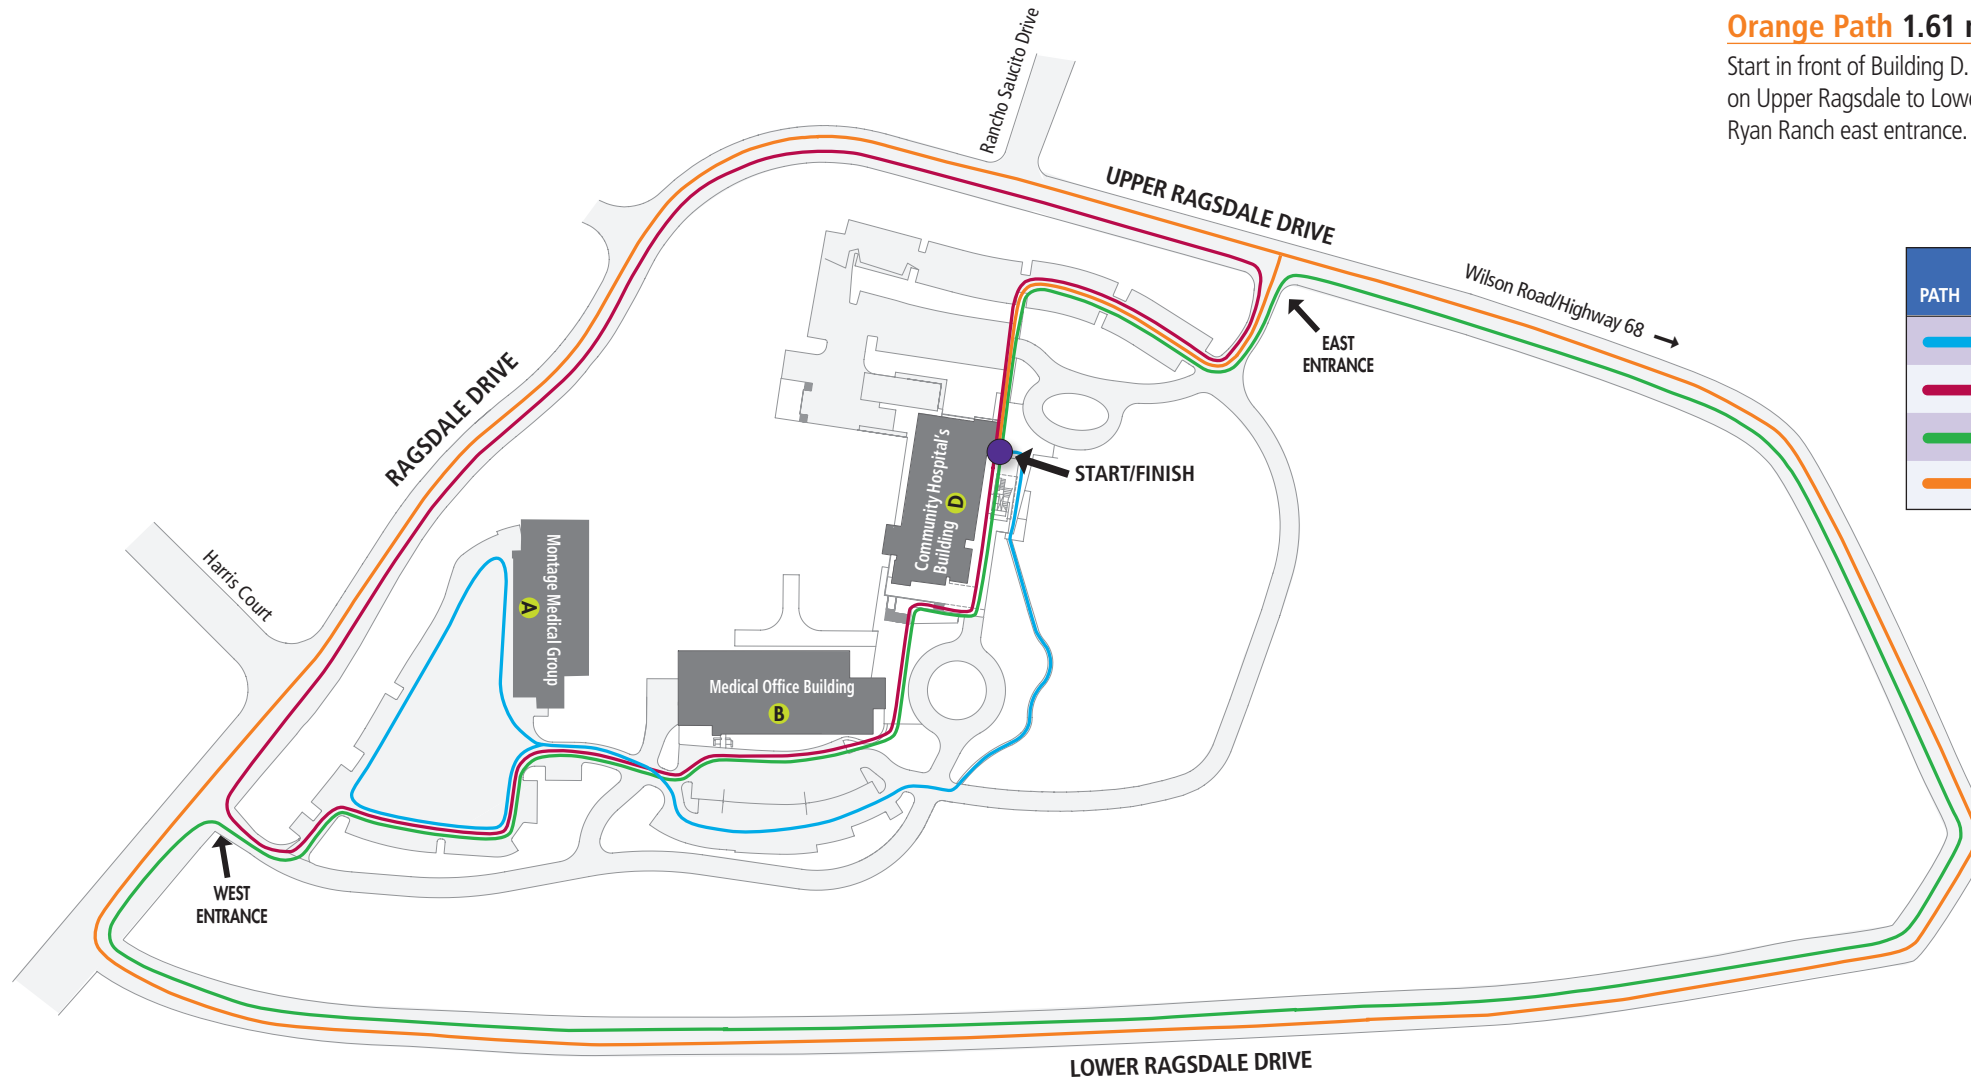 Orange Path 1.61
Start in front of Building D.
on Upper Ragsdale to
Ryan Ranch east entrance.
Rancho Saucito Drive
UPPER RAGSDALE DRIVE
Wilson Road/Highway 68
PATH
EAST
ENTRANCE
RAGSDALE DRIVE
START/FINISH
Community Hospital's
Building D
Harris Court
Montage Medical Group
A
Medical Office Building
B
WEST
ENTRANCE
LOWER RAGSDALE DRIVE